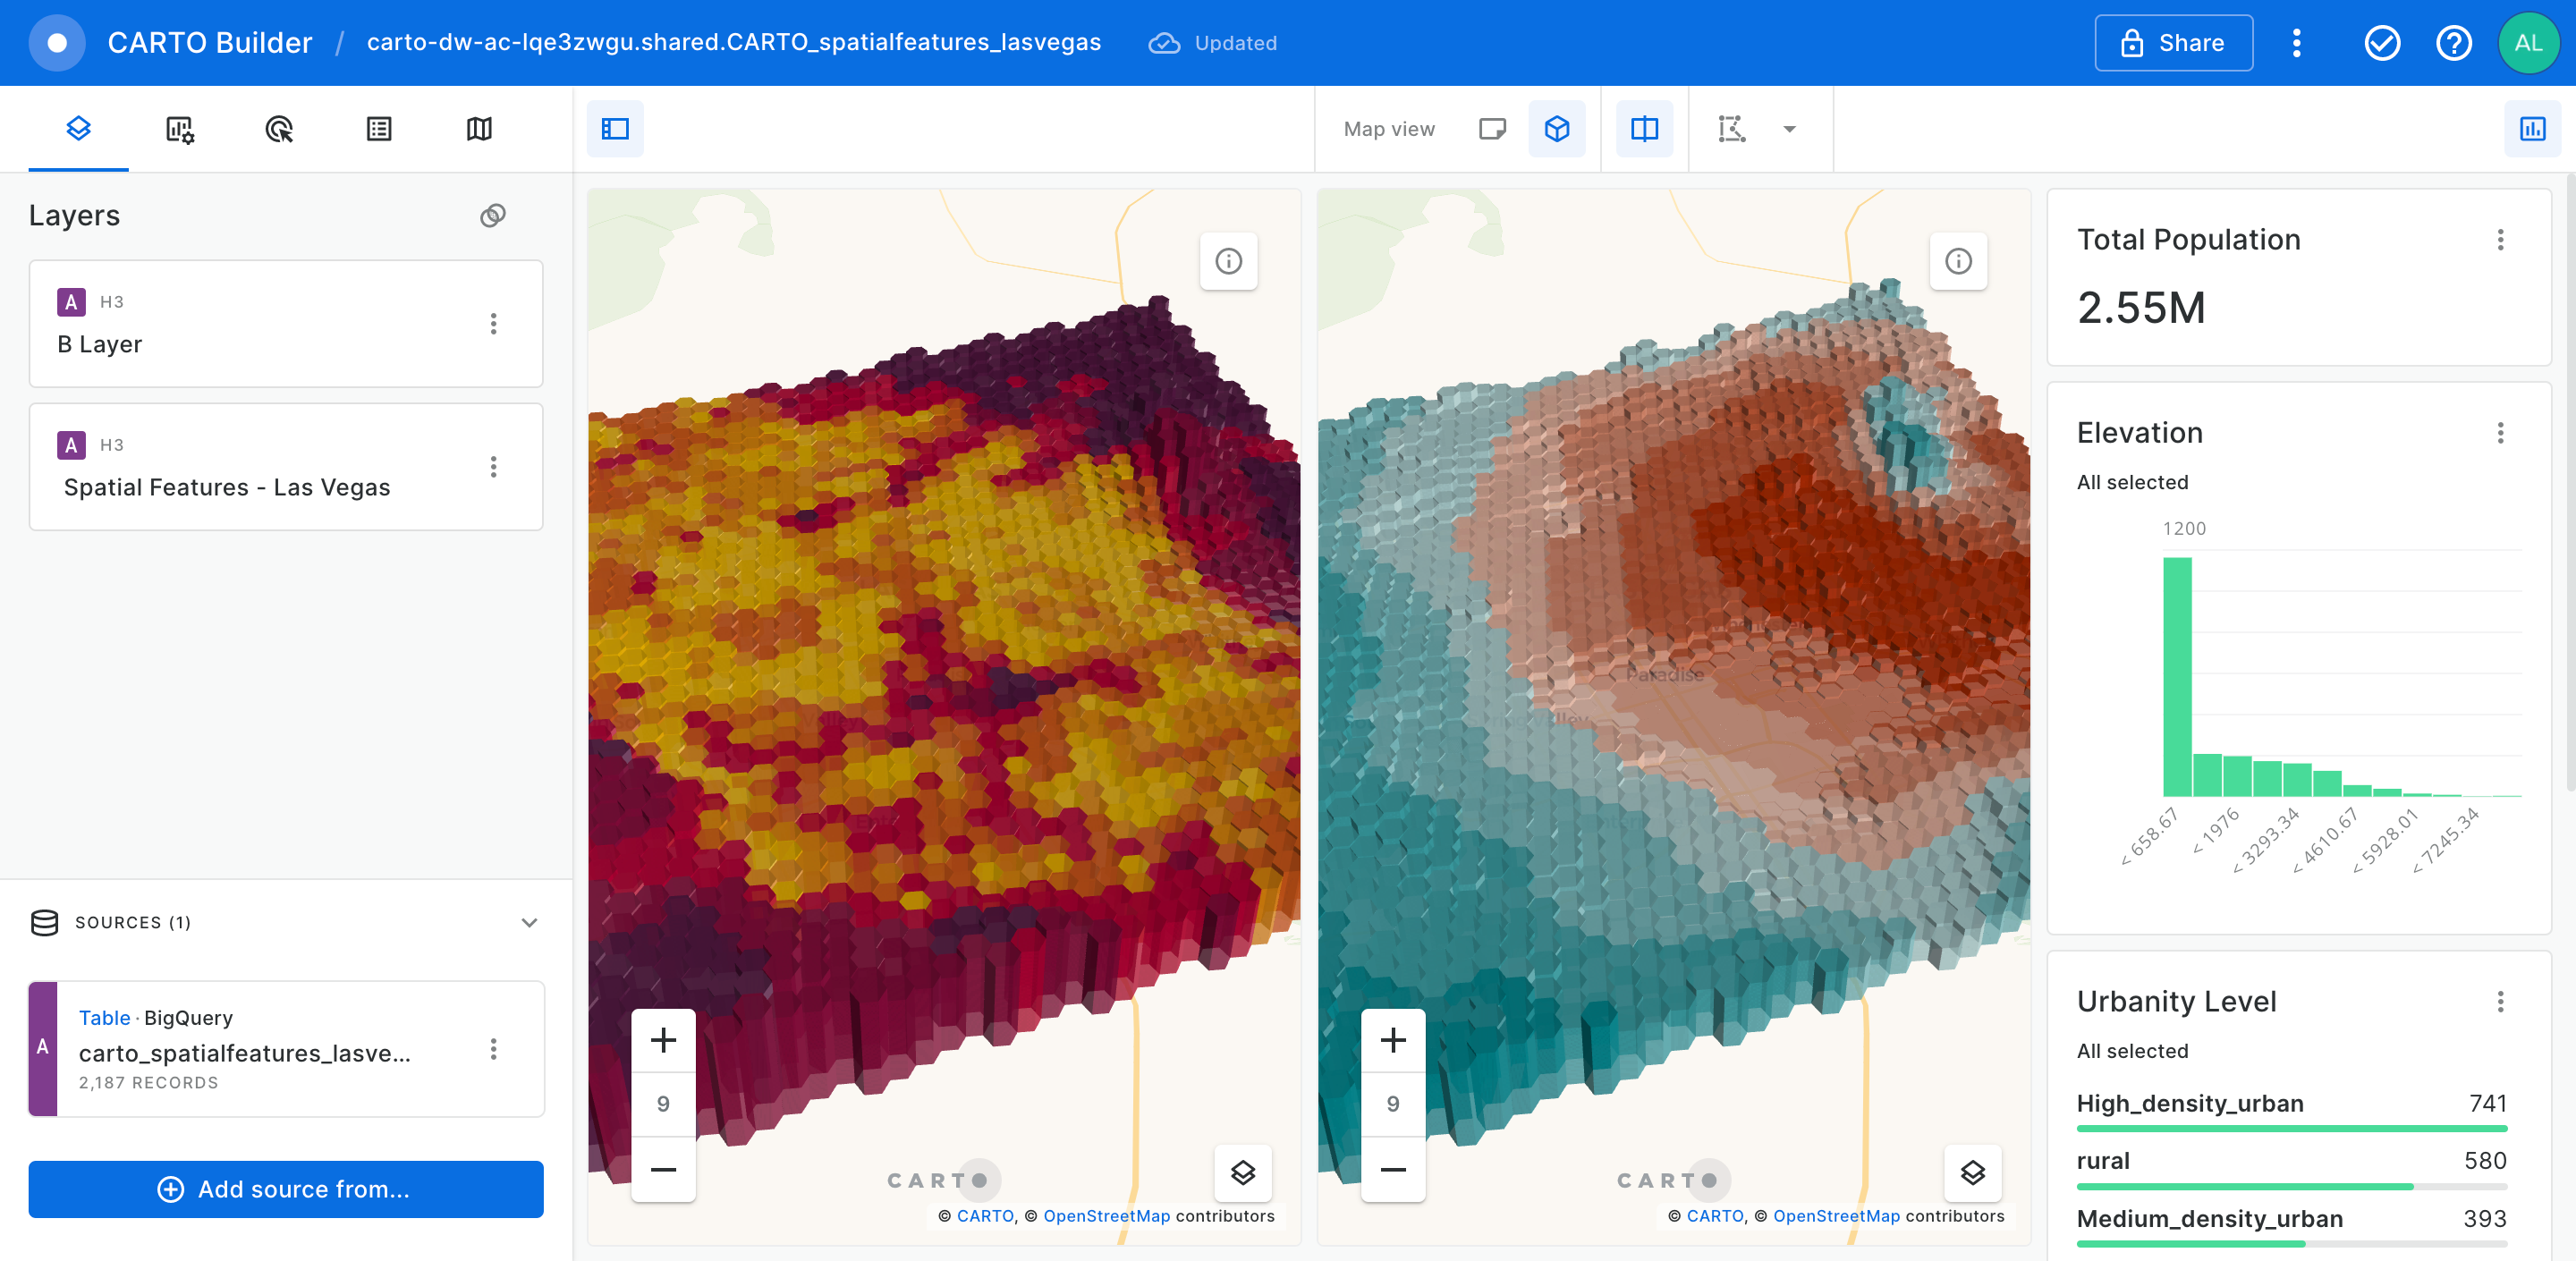 CARTO Builder / carto-dw-ac-lqe3zwgu.shared.CARTO_spatialfeatures_lasvegas Updated
Share
AL
Map view
Layers
A H3
B Layer
A H3
Spatial Features - Las Vegas
SOURCES (1)
A
Table · BigQuery
carto_spatialfeatures_lasve...
2,187 RECORDS
Add source from...
+
9
−
CARTO
© CARTO, © OpenStreetMap contributors
Paradise
+
9
−
CARTO
© CARTO, © OpenStreetMap contributors
Total Population
2.55M
Elevation
All selected
1200
< 658.67
< 1976
< 3293.34
< 4610.67
< 5928.01
< 7245.34
Urbanity Level
All selected
High_density_urban 741
rural 580
Medium_density_urban 393